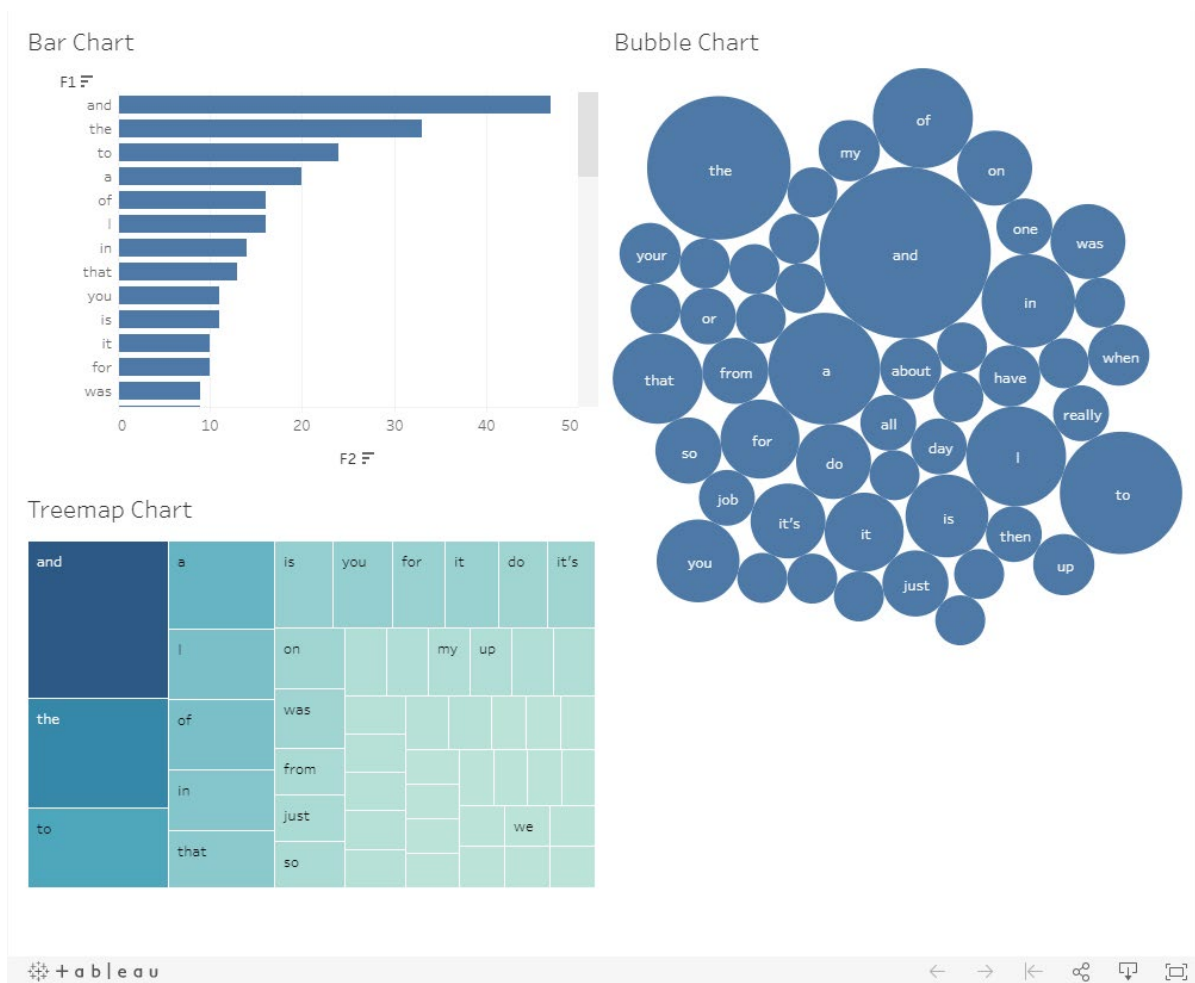 Bar Chart
F1
and
the
to
a
of
I
in
that
you
is
it
for
was
0 10 20 30 40 50
F2
Treemap Chart
and
the
to
a
I
of
in
that
is you for it do it's
on
was
from
just
so
my up
we
Bubble Chart
of
my
the
on
one
was
your
and
in
or
when
that
from
a
about
have
really
all
for
so
do
day
I
to
job
it's
it
is
then
you
just
up
+ableau